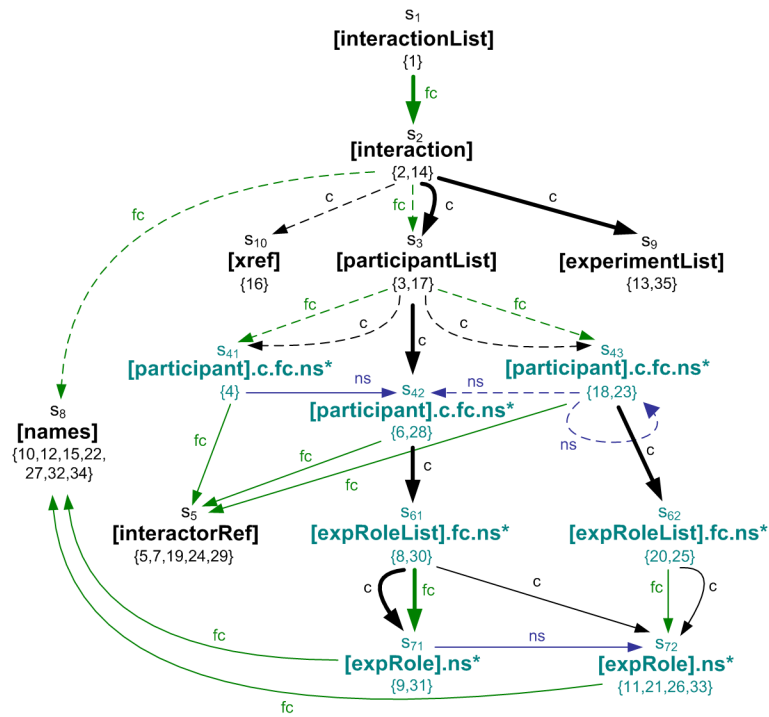 s1
[interactionList]
{1}
fc
s2
[interaction]
{2,14}
fc
c
fc
c
c
s10
[xref]
{16}
s3
[participantList]
{3,17}
s9
[experimentList]
{13,35}
fc
c
c
c
fc
s41
[participant].c.fc.ns*
{4}
s43
[participant].c.fc.ns*
{18,23}
ns
ns
ns
s42
[participant].c.fc.ns*
{6,28}
s8
[names]
{10,12,15,22,
27,32,34}
fc
fc
fc
c
c
s5
[interactorRef]
{5,7,19,24,29}
s61
[expRoleList].fc.ns*
{8,30}
s62
[expRoleList].fc.ns*
{20,25}
c
fc
c
fc
c
s71
[expRole].ns*
{9,31}
ns
s72
[expRole].ns*
{11,21,26,33}
fc
fc